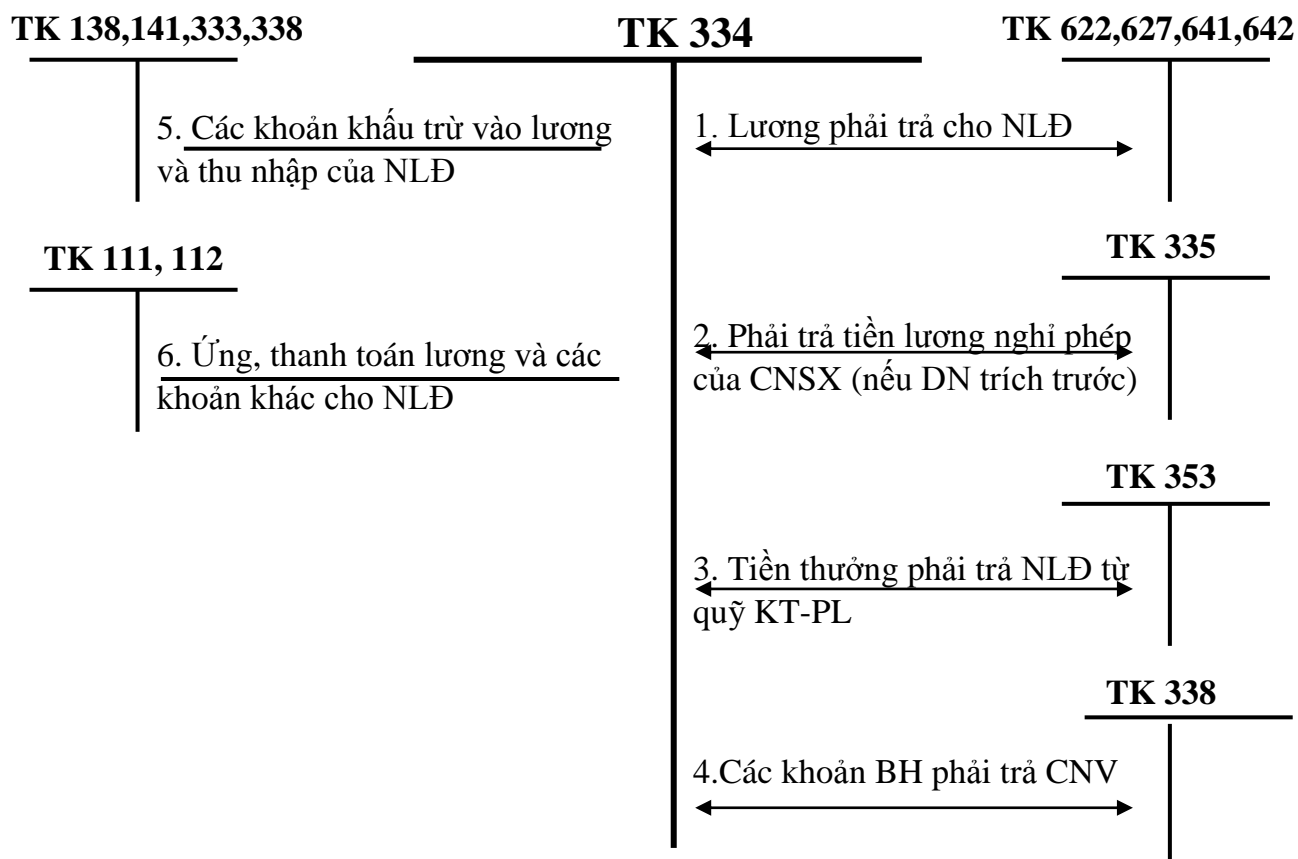 TK 138,141,333,338
TK 334
TK 622,627,641,642
5. Các khoản khấu trừ vào lương
và thu nhập của NLĐ
1. Lương phải trả cho NLĐ
TK 111, 112
TK 335
6. Ứng, thanh toán lương và các
khoản khác cho NLĐ
2. Phải trả tiền lương nghỉ phép
của CNSX (nếu DN trích trước)
TK 353
3. Tiền thưởng phải trả NLĐ từ
quỹ KT-PL
TK 338
4.Các khoản BH phải trả CNV